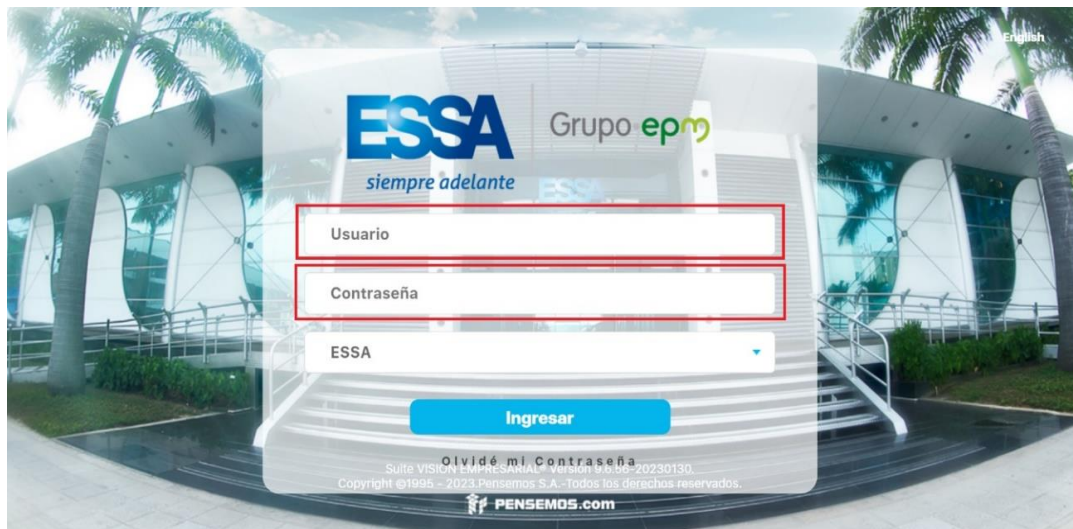 English
ESSA
Grupo epm
siempre adelante
ESSA
Usuario
Contraseña
ESSA
Ingresar
Olvidé mi Contraseña
Suite VISION EMPRESARIAL® Versión 9.6.56-20230130.
Copyright ©1995 - 2023.Pensemos S.A.-Todos los derechos reservados.
PENSEMOS.com